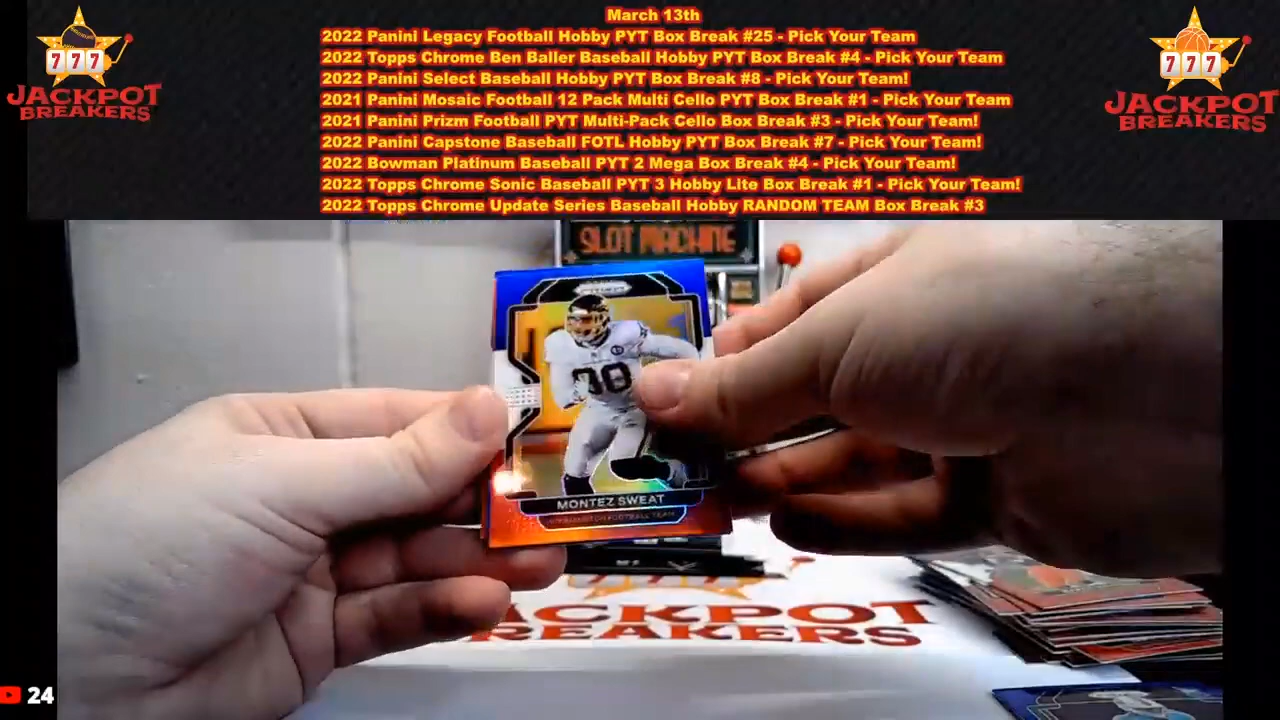 March 13th
2022 Panini Legacy Football Hobby PYT Box Break #25 - Pick Your Team
2022 Topps Chrome Ben Baller Baseball Hobby PYT Box Break #4 - Pick Your Team
2022 Panini Select Baseball Hobby PYT Box Break #8 - Pick Your Team!
2021 Panini Mosaic Football 12 Pack Multi Cello PYT Box Break #1 - Pick Your Team
2021 Panini Prizm Football PYT Multi-Pack Cello Box Break #3 - Pick Your Team!
2022 Panini Capstone Baseball FOTL Hobby PYT Box Break #7 - Pick Your Team!
2022 Bowman Platinum Baseball PYT 2 Mega Box Break #4 - Pick Your Team!
2022 Topps Chrome Sonic Baseball PYT 3 Hobby Lite Box Break #1 - Pick Your Team!
2022 Topps Chrome Update Series Baseball Hobby RANDOM TEAM Box Break #3
777
JACKPOT
BREAKERS
777
JACKPOT
BREAKERS
SLOT MACHINE
PRIZM
90
MONTEZ SWEAT
WASHINGTON FOOTBALL TEAM
JACKPOT
BREAKERS
24